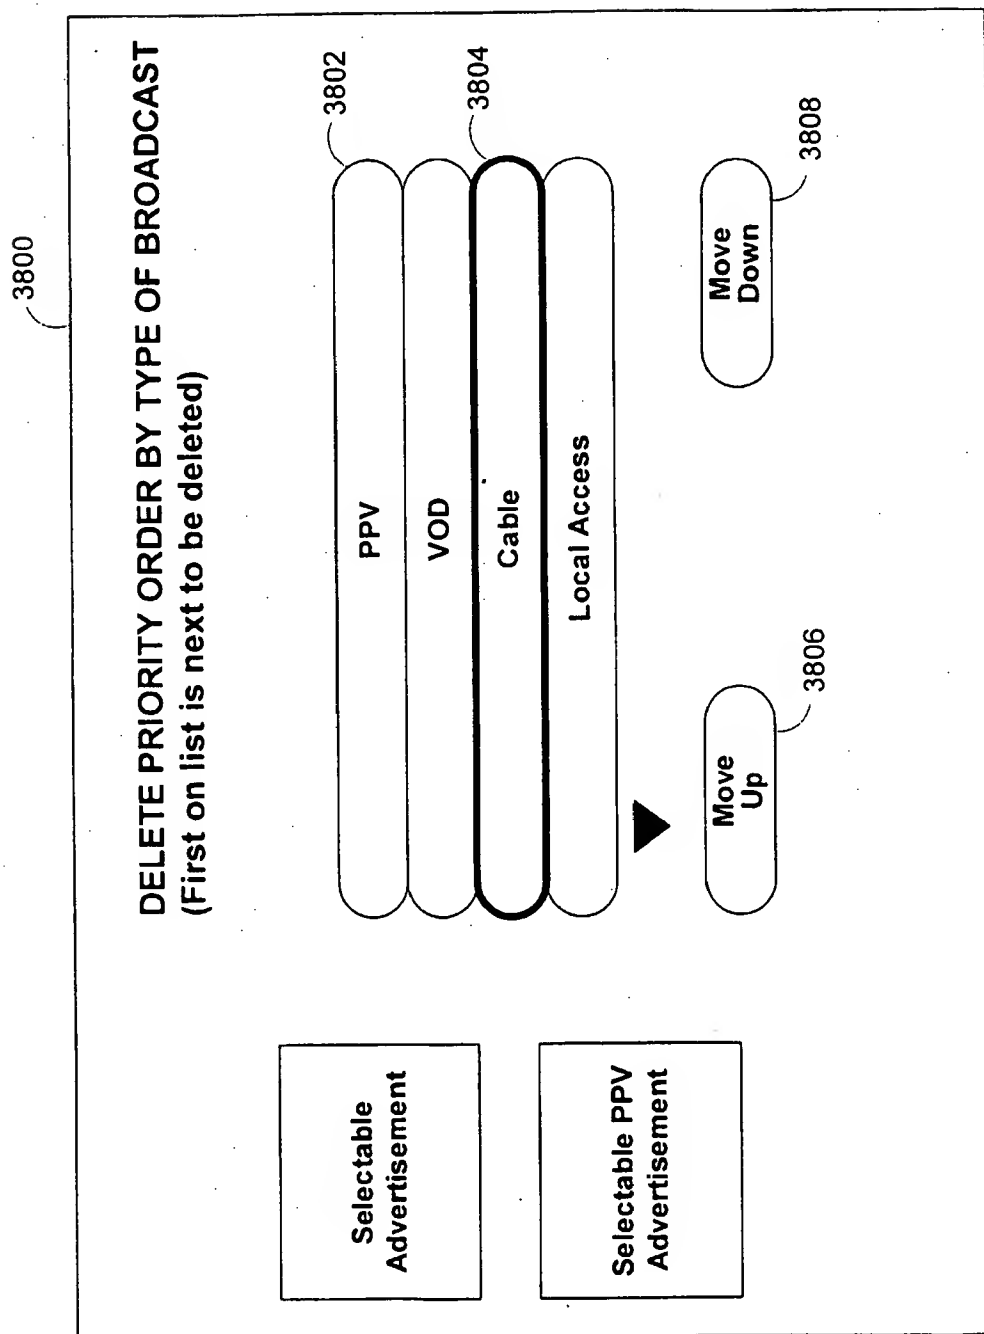 3800
DELETE PRIORITY ORDER BY TYPE OF BROADCAST
(First on list is next to be deleted)
Selectable
Advertisement
Selectable PPV
Advertisement
PPV
3802
VOD
Cable
3804
Local Access
Move
Up
3806
Move
Down
3808